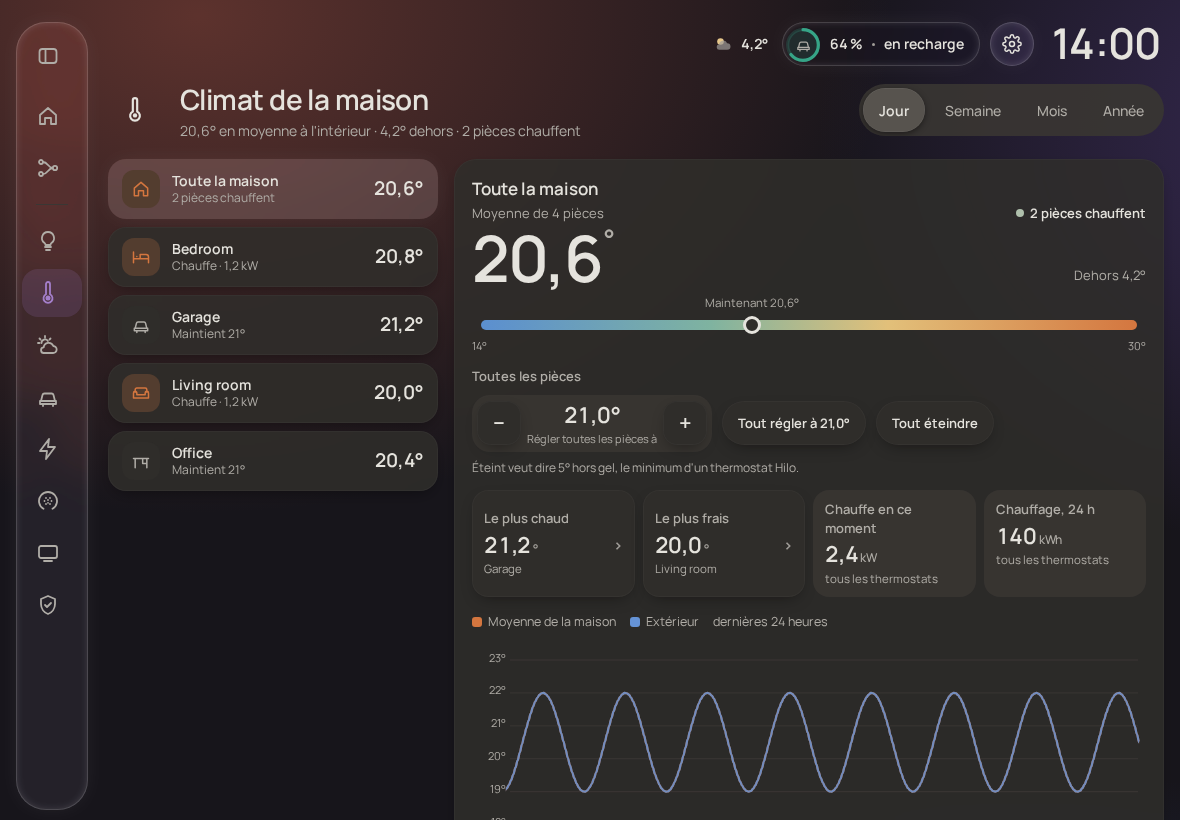 4,2°
64 % · en recharge
14:00
Climat de la maison
20,6° en moyenne à l'intérieur · 4,2° dehors · 2 pièces chauffent
Jour
Semaine
Mois
Année
Toute la maison
2 pièces chauffent
20,6°
Bedroom
Chauffe · 1,2 kW
20,8°
Garage
Maintient 21°
21,2°
Living room
Chauffe · 1,2 kW
20,0°
Office
Maintient 21°
20,4°
Toute la maison
Moyenne de 4 pièces
2 pièces chauffent
20,6°
Dehors 4,2°
Maintenant 20,6°
14°
30°
Toutes les pièces
−
21,0°
Régler toutes les pièces à
+
Tout régler à 21,0°
Tout éteindre
Éteint veut dire 5° hors gel, le minimum d'un thermostat Hilo.
Le plus chaud
21,2°
Garage
Le plus frais
20,0°
Living room
Chauffe en ce
moment
2,4 kW
tous les thermostats
Chauffage, 24 h
140 kWh
tous les thermostats
Moyenne de la maison
Extérieur
dernières 24 heures
23°
22°
21°
20°
19°